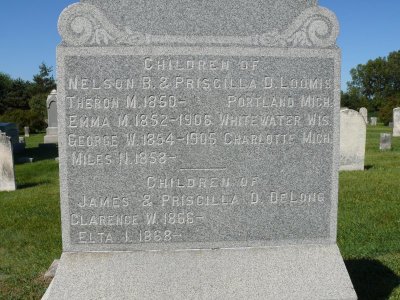 CHILDREN OF
NELSON B. & PRISCILLA D. LOOMIS
THERON M. 1850- PORTLAND MICH.
EMMA M. 1852-1906 WHITEWATER WIS.
GEORGE W. 1854-1905 CHARLOTTE MICH.
MILES N. 1858-
CHILDREN OF
JAMES & PRISCILLA D. DELONG
CLARENCE W. 1866-
ELTA I. 1868-